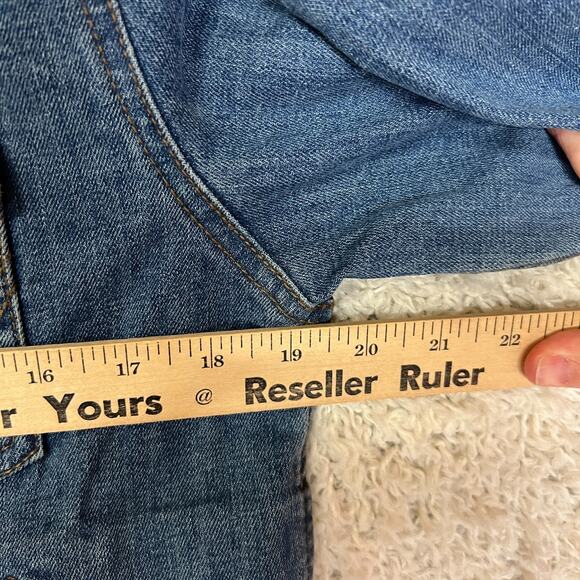 16 17 18 19 20 21 22
r Yours @ Reseller Ruler